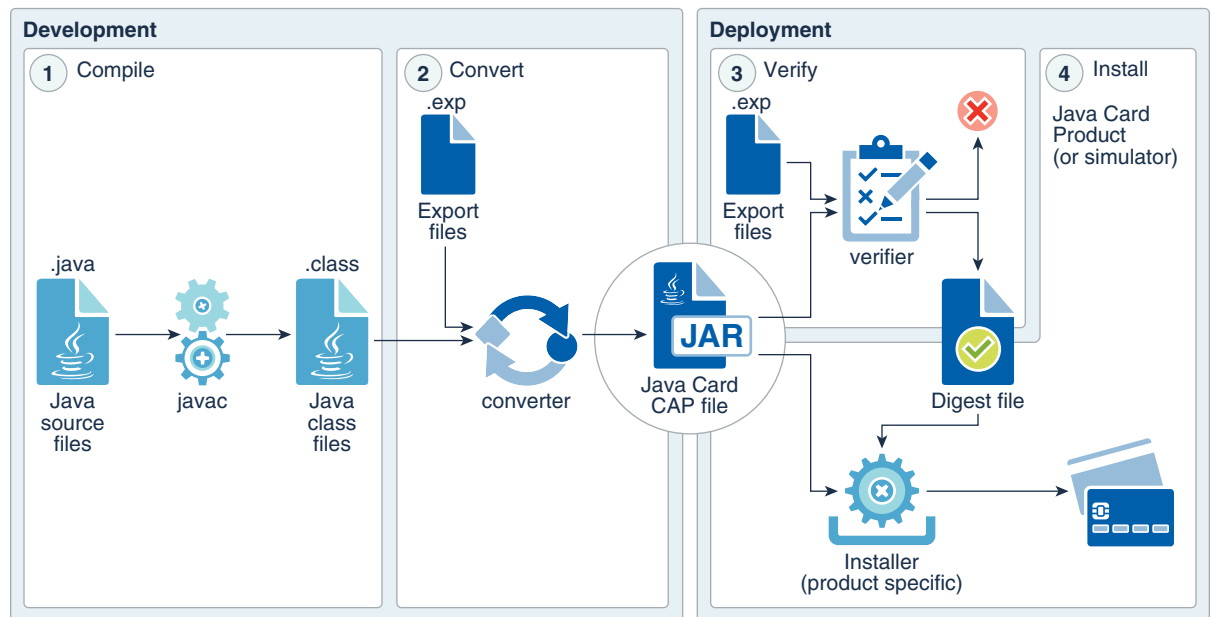 Development
1 Compile
.java
Java
source
files
javac
.class
Java
class
files
2 Convert
.exp
Export
files
converter
JAR
Java Card
CAP file
Deployment
3 Verify
.exp
Export
files
verifier
Digest file
4 Install
Java Card
Product
(or simulator)
Installer
(product specific)